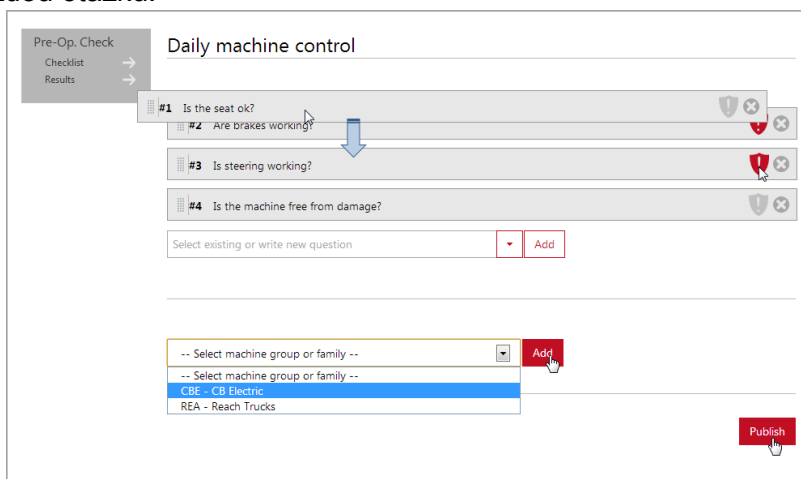 Pre-Op. Check
Checklist
Results
Daily machine control
#1 Is the seat ok?
#2 Are brakes working?
#3 Is steering working?
#4 Is the machine free from damage?
Select existing or write new question
Add
-- Select machine group or family --
Add
-- Select machine group or family --
CBE - CB Electric
REA - Reach Trucks
Publish